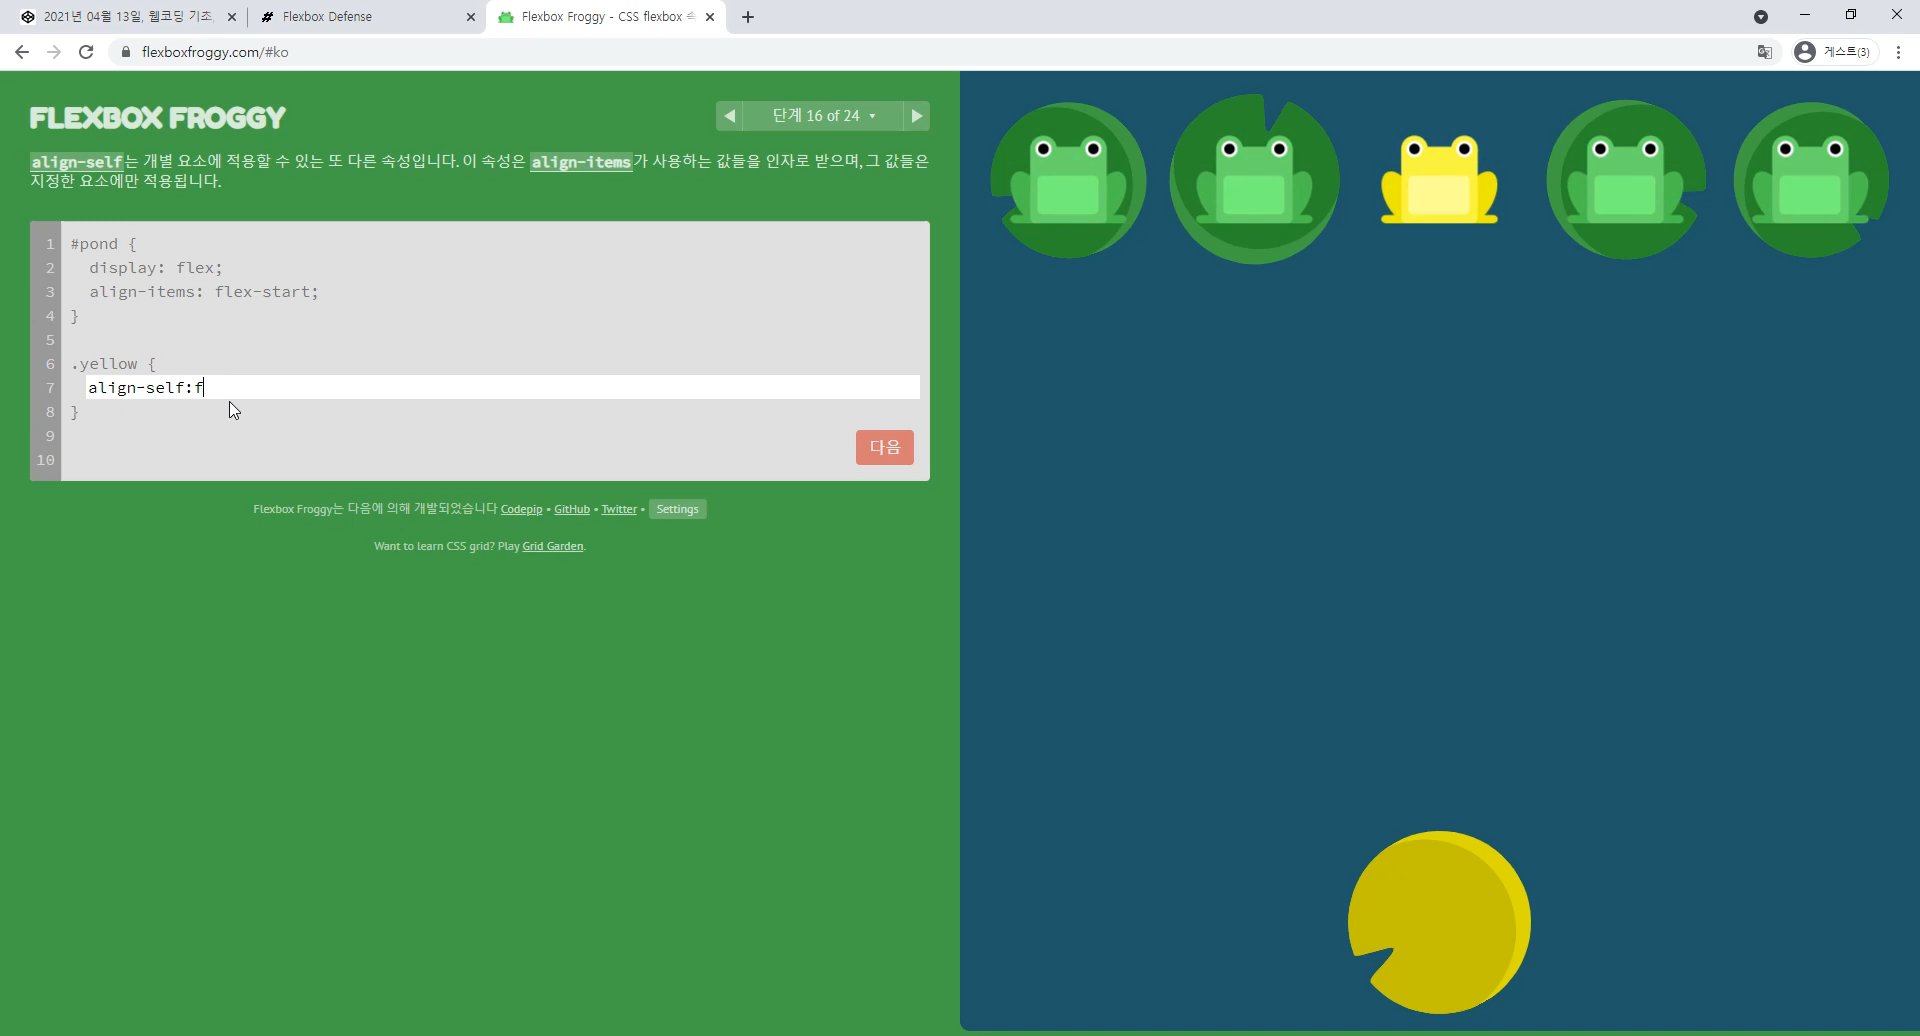 2021년 04월 13일, 웹코딩 기초,
Flexbox Defense
Flexbox Froggy - CSS flexbox 속
flexboxfroggy.com/#ko
게스트(3)
FLEXBOX FROGGY
단계 16 of 24
align-self는 개별 요소에 적용할 수 있는 또 다른 속성입니다. 이 속성은 align-items가 사용하는 값들을 인자로 받으며, 그 값들은
지정한 요소에만 적용됩니다.
1 #pond {
2 display: flex;
3 align-items: flex-start;
4 }
5
6 .yellow {
7 align-self:f
8 }
9
10
다음
Flexbox Froggy는 다음에 의해 개발되었습니다 Codepip • GitHub • Twitter • Settings
Want to learn CSS grid? Play Grid Garden.